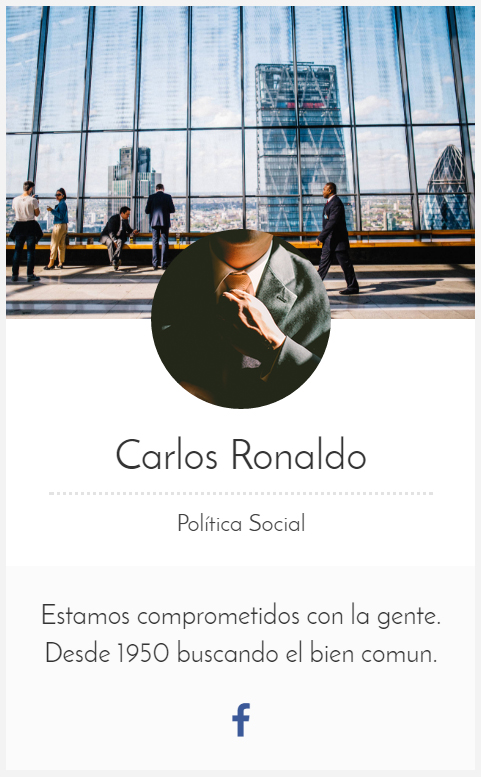 Carlos Ronaldo
Política Social
Estamos comprometidos con la gente.
Desde 1950 buscando el bien comun.